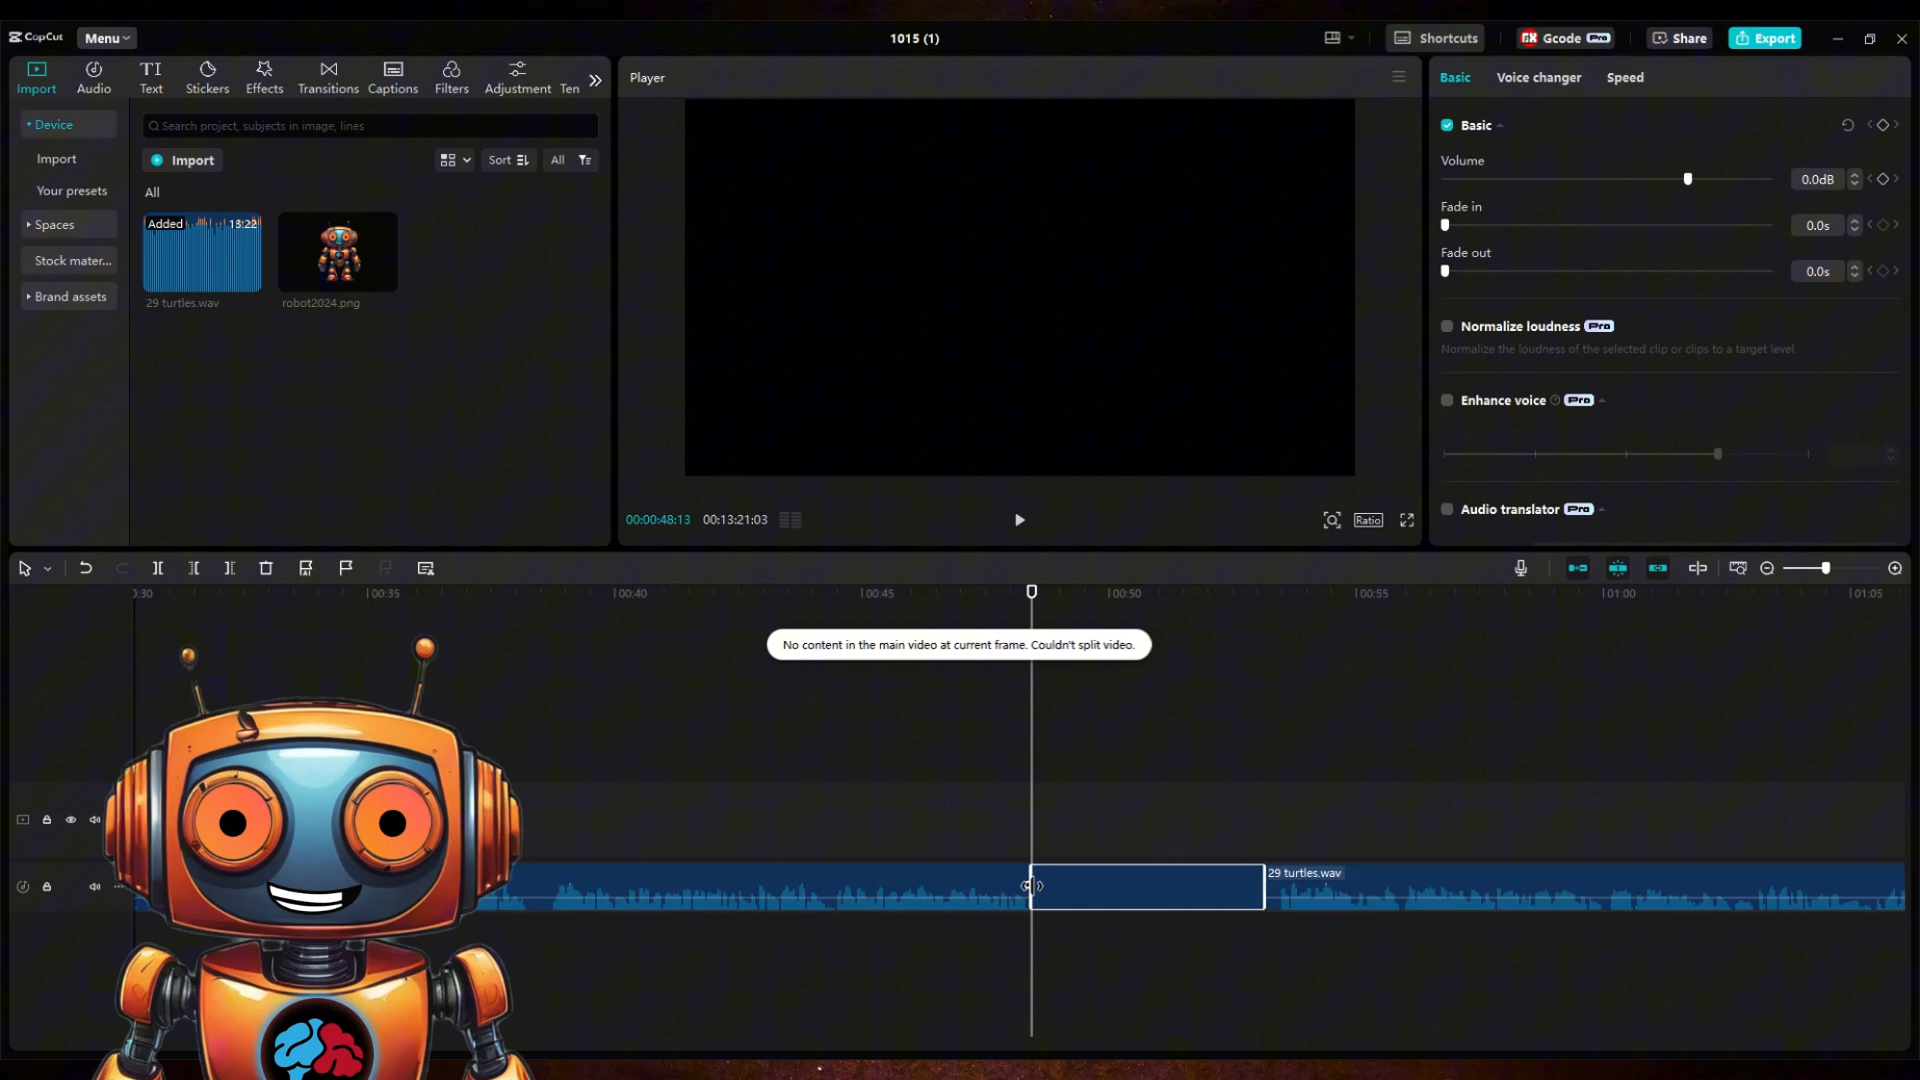 CapCut Menu 1015 (1) Shortcuts Gcode Pro Share Export
Import Audio Text Stickers Effects Transitions Captions Filters Adjustment Ten
Player
Basic Voice changer Speed
Device
Import
Your presets
Spaces
Stock mater...
Brand assets
Search project, subjects in image, lines
Import Sort All
All
Added
29 turtles.wav robot2024.png
00:00:48:13 00:13:21:03 Ratio
Basic
Volume
0.0dB
Fade in
0.0s
Fade out
0.0s
Normalize loudness Pro
Normalize the loudness of the selected clip or clips to a target level.
Enhance voice Pro
Audio translator Pro
0:30 00:35 00:40 00:45 00:50 00:55 01:00 01:05
No content in the main video at current frame. Couldn't split video.
29 turtles.wav